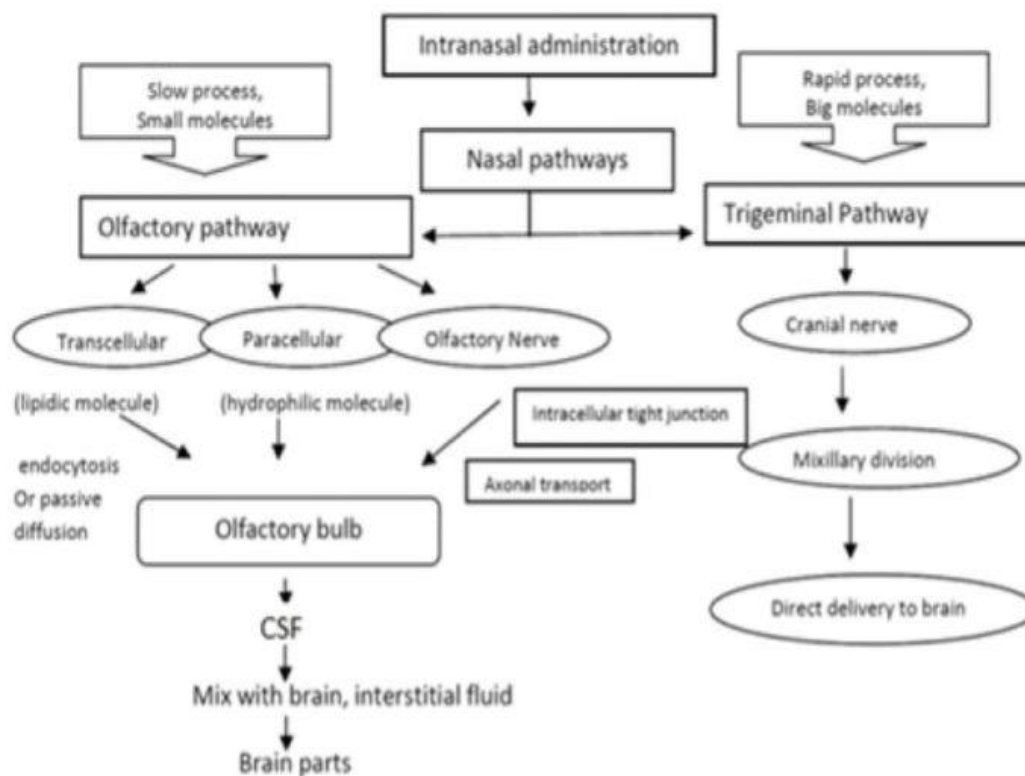 Intranasal administration
Slow process,
Small molecules
Rapid process,
Big molecules
Nasal pathways
Olfactory pathway
Trigeminal Pathway
Transcellular
Paracellular
Olfactory Nerve
Cranial nerve
(lipidic molecule)
(hydrophilic molecule)
Intracellular tight junction
Mixillary division
endocytosis
Or passive
diffusion
Axonal transport
Olfactory bulb
Direct delivery to brain
CSF
Mix with brain, interstitial fluid
Brain parts